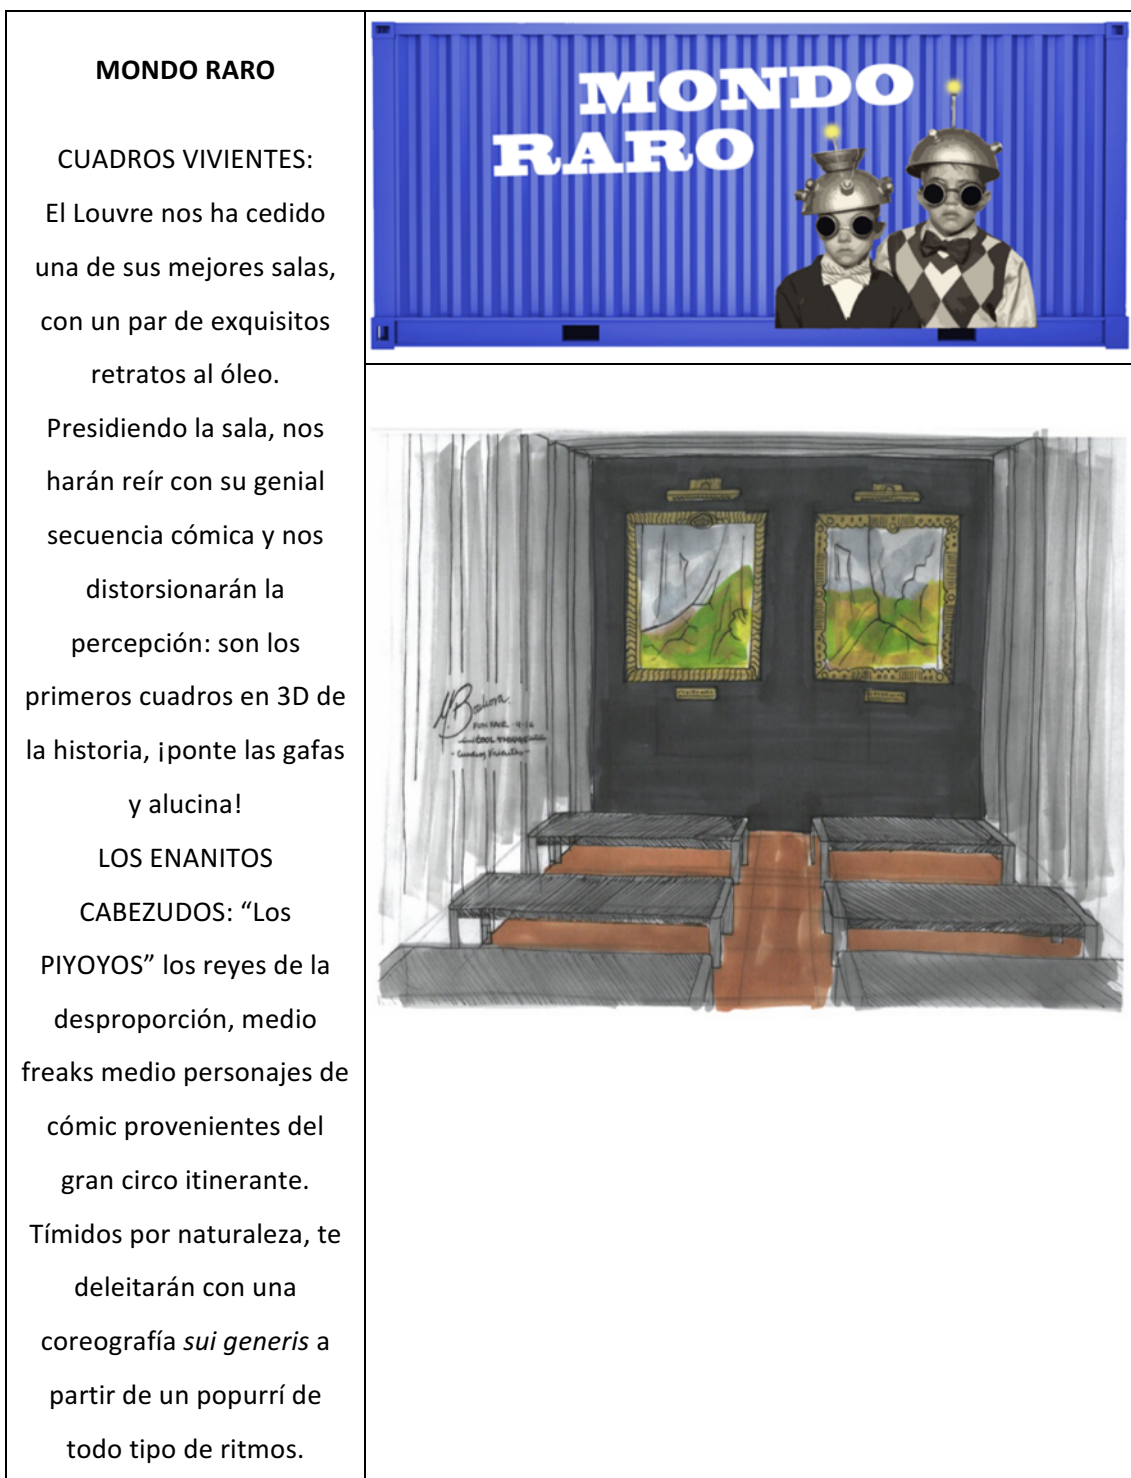 MONDO RARO
CUADROS VIVIENTES:
El Louvre nos ha cedido
una de sus mejores salas,
con un par de exquisitos
retratos al óleo.
Presidiendo la sala, nos
harán reír con su genial
secuencia cómica y nos
distorsionarán la
percepción: son los
primeros cuadros en 3D de
la historia, ¡ponte las gafas
y alucina!
LOS ENANITOS
CABEZUDOS: “Los
PIYOYOS” los reyes de la
desproporción, medio
freaks medio personajes de
cómic provenientes del
gran circo itinerante.
Tímidos por naturaleza, te
deleitarán con una
coreografía sui generis a
partir de un popurrí de
todo tipo de ritmos.
MONDO
RARO
FUN FAIR
- Cuadros Vivientes -